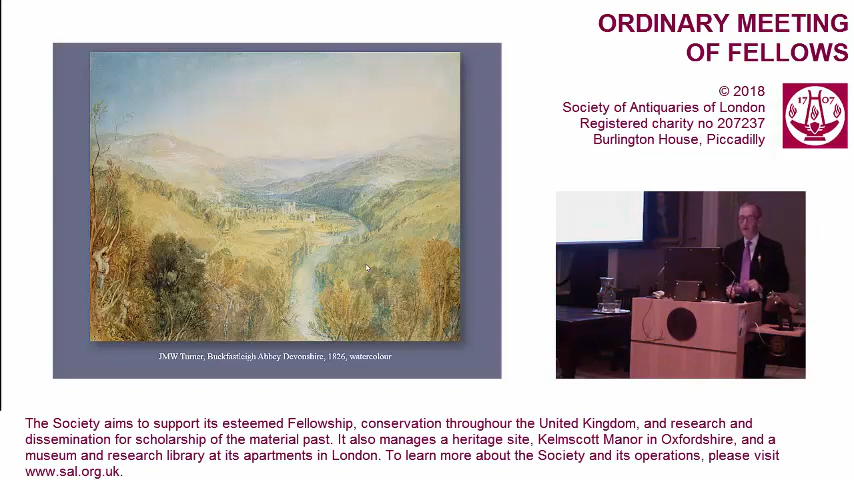 ORDINARY MEETING
OF FELLOWS
© 2018
Society of Antiquaries of London
Registered charity no 207237
Burlington House, Piccadilly
17 07
JMW Turner, Buckfastleigh Abbey Devonshire, 1826, watercolour
The Society aims to support its esteemed Fellowship, conservation throughour the United Kingdom, and research and
dissemination for scholarship of the material past. It also manages a heritage site, Kelmscott Manor in Oxfordshire, and a
museum and research library at its apartments in London. To learn more about the Society and its operations, please visit
www.sal.org.uk.